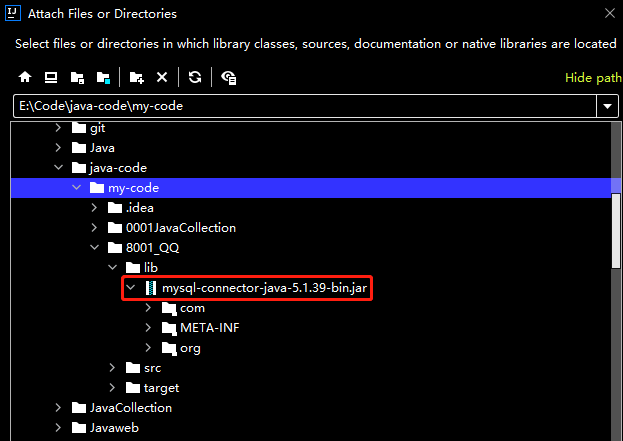 Attach Files or Directories
Select files or directories in which library classes, sources, documentation or native libraries are located
Hide path
E:\Code\java-code\my-code
git
Java
java-code
my-code
.idea
0001JavaCollection
8001_QQ
lib
mysql-connector-java-5.1.39-bin.jar
com
META-INF
org
src
target
JavaCollection
Javaweb